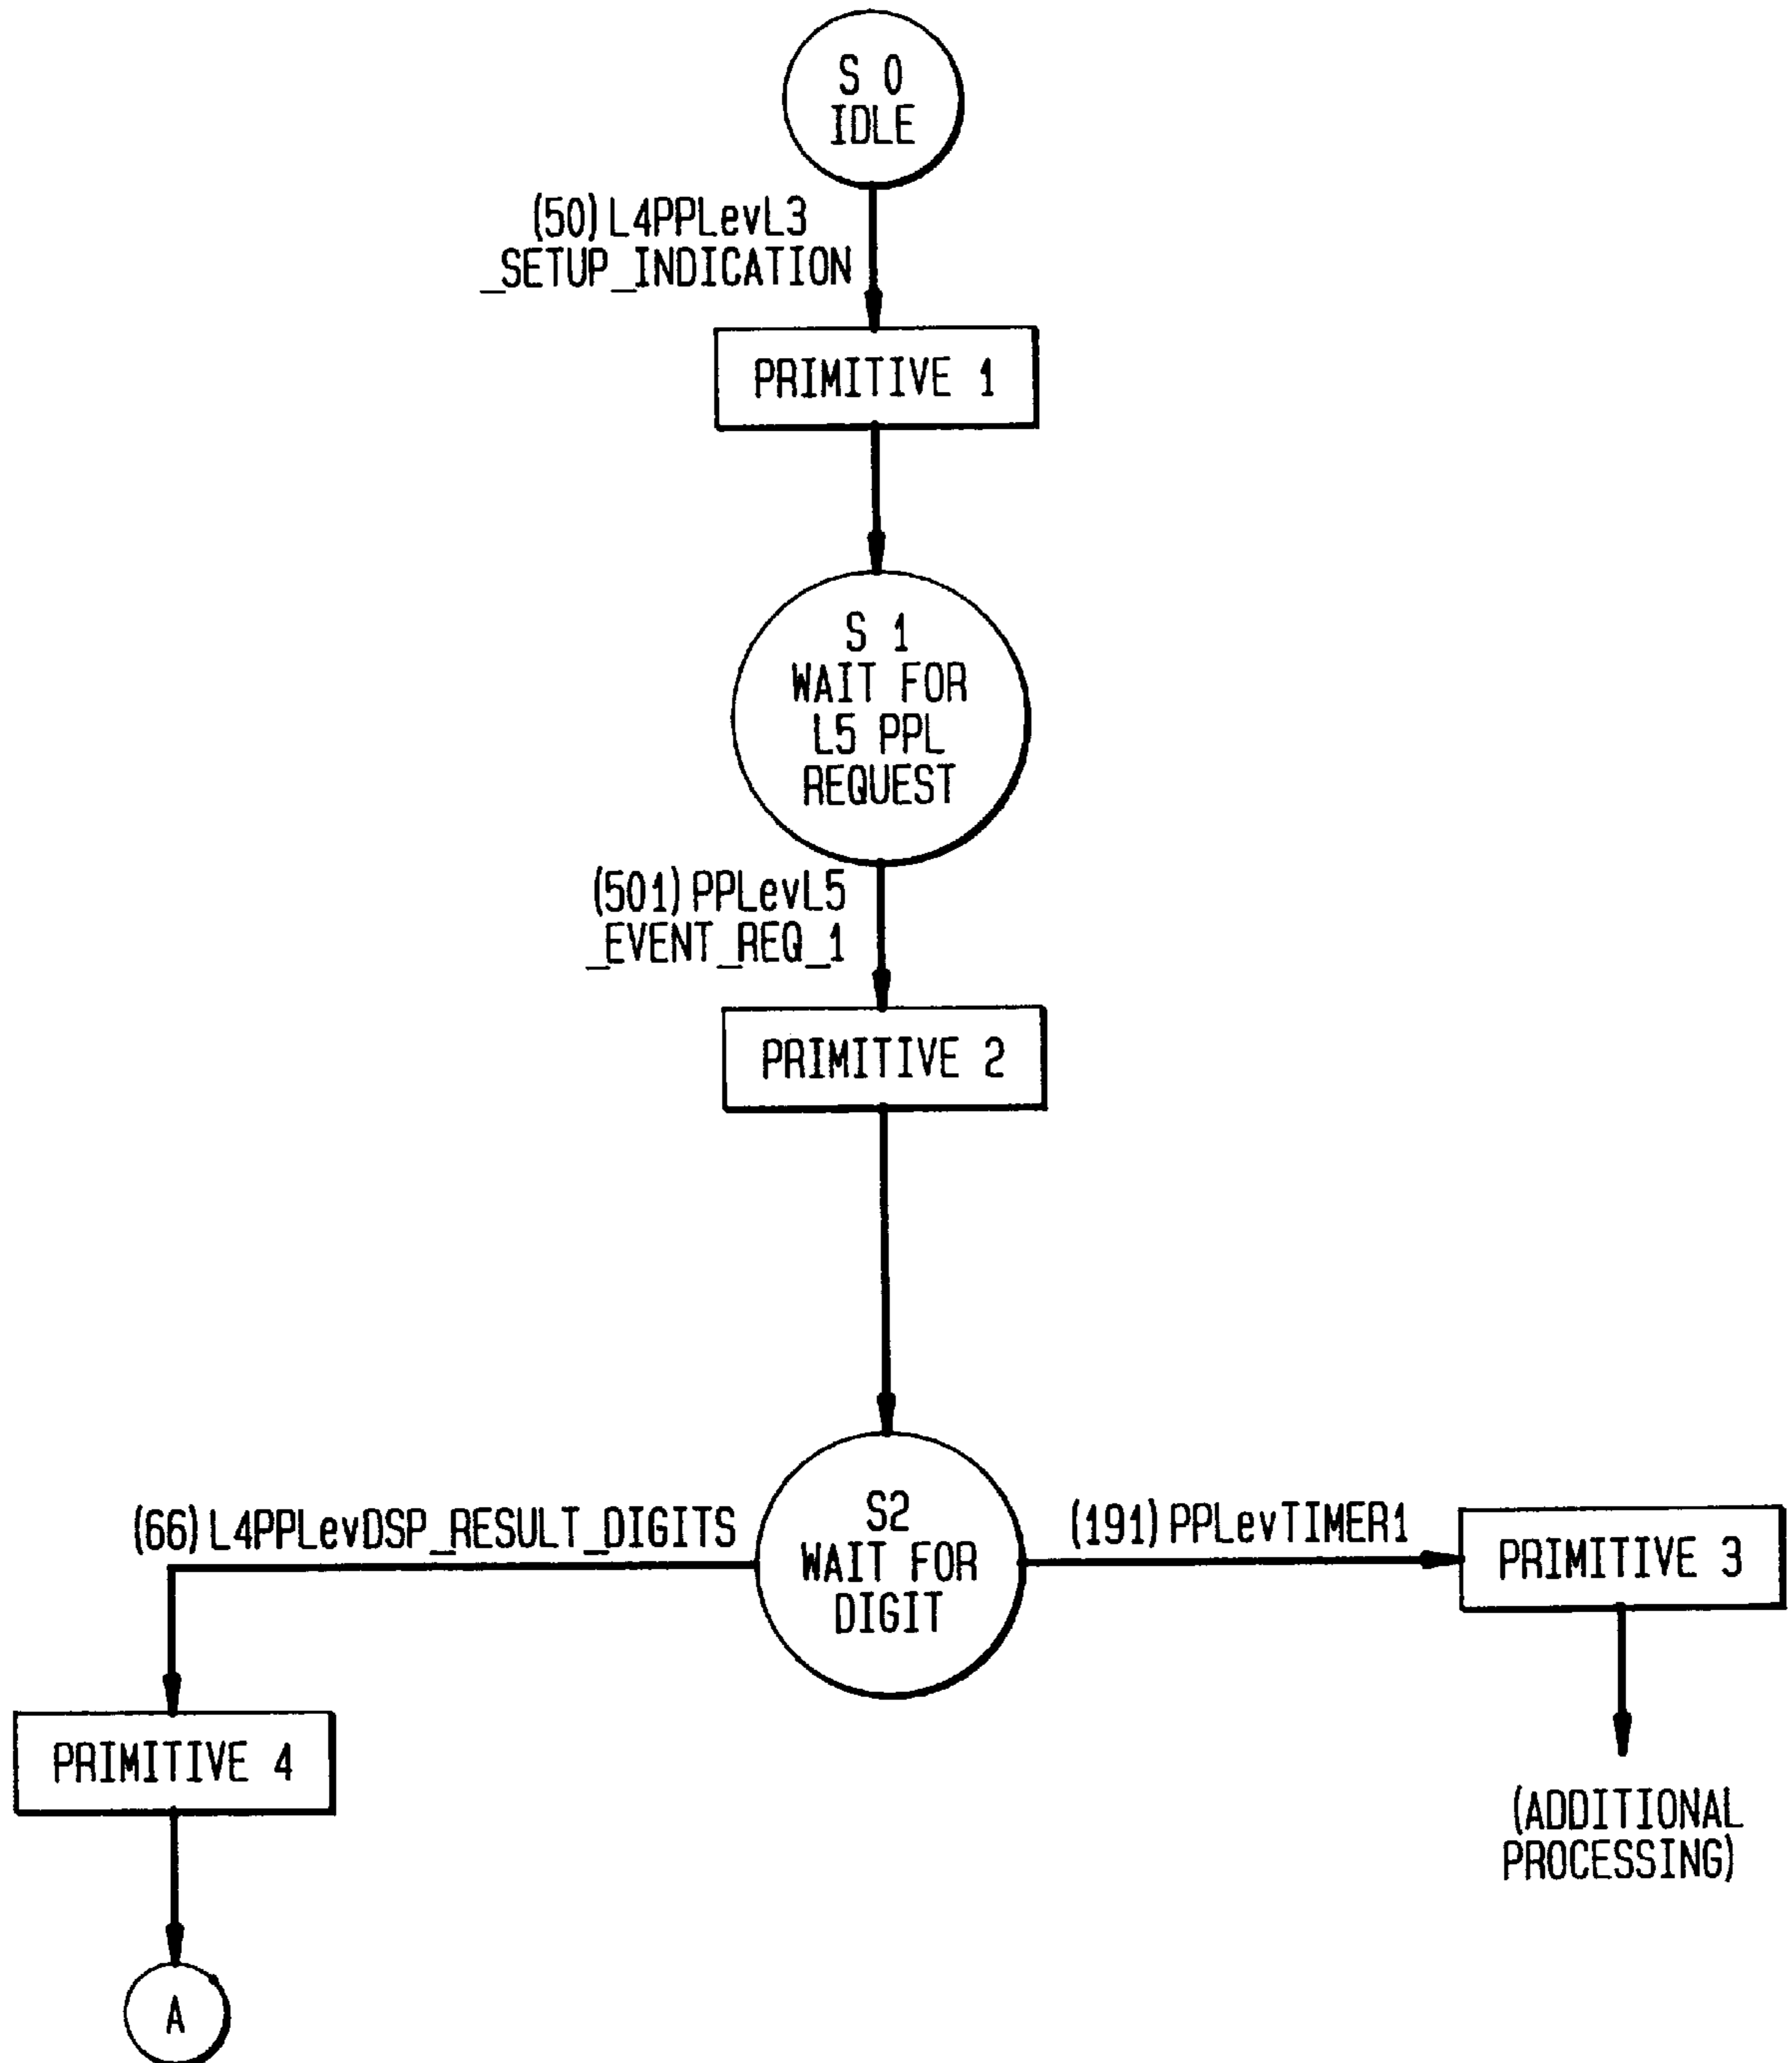 S 0
IDLE
(50) L4PPLevL3
_SETUP_INDICATION
PRIMITIVE 1
S 1
WAIT FOR
L5 PPL
REQUEST
(501) PPLevL5
_EVENT_REQ_1
PRIMITIVE 2
(66) L4PPLevDSP_RESULT_DIGITS
S2
WAIT FOR
DIGIT
(191) PPLevTIMER1
PRIMITIVE 3
PRIMITIVE 4
(ADDITIONAL
PROCESSING)
A